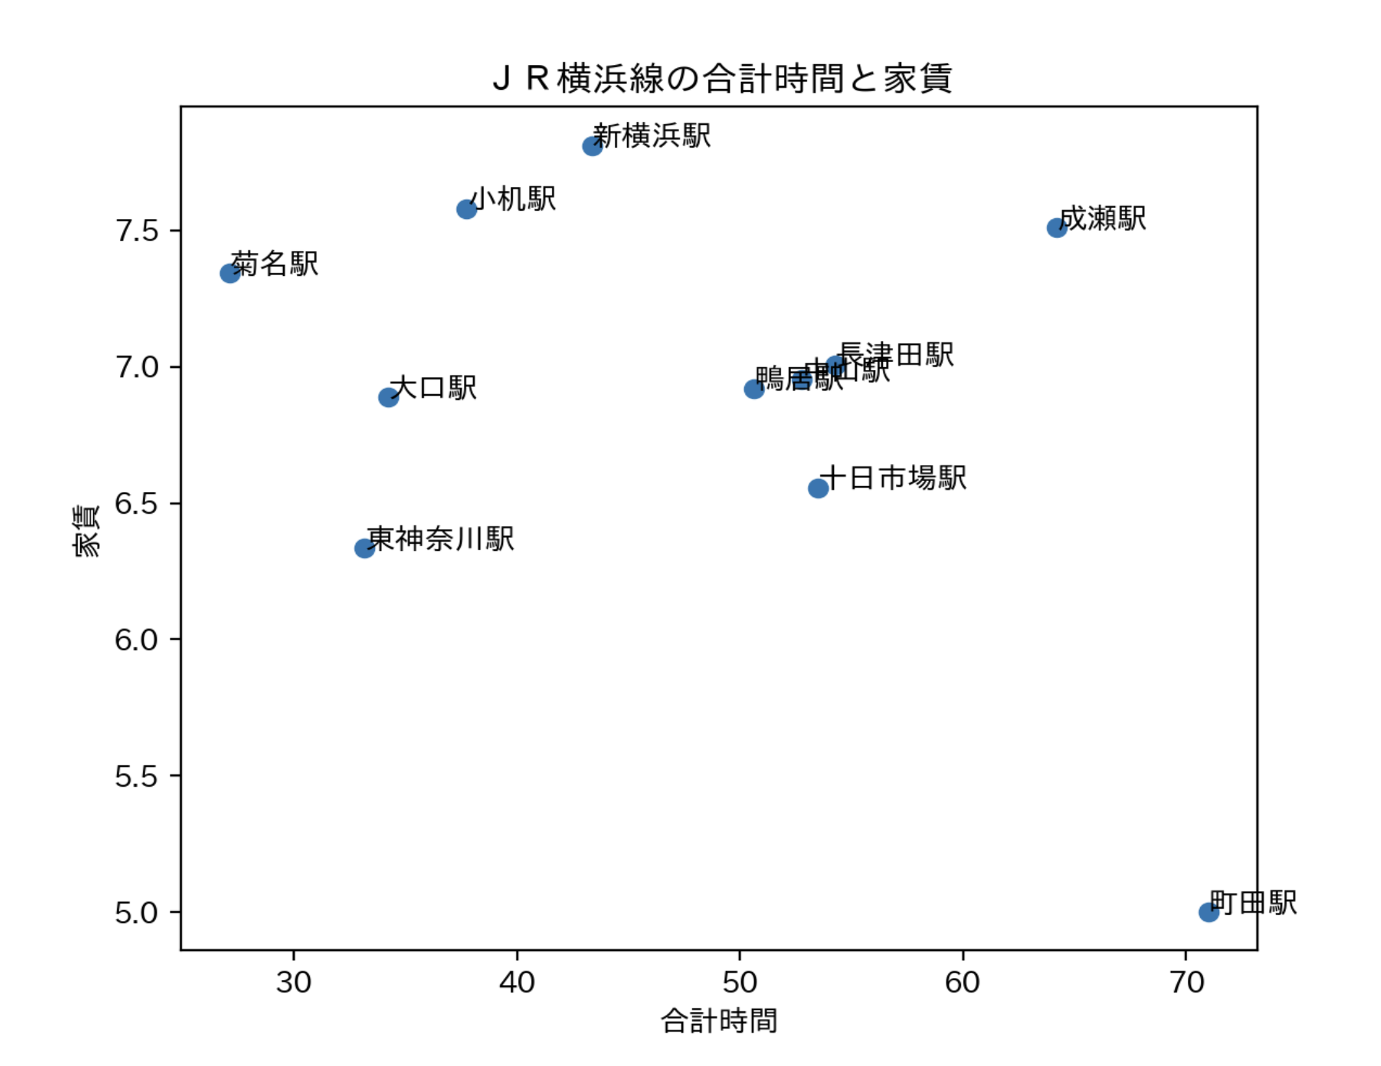 ＪＲ横浜線の合計時間と家賃
新横浜駅
小机駅
成瀬駅
7.5
菊名駅
長津田駅
7.0
中山駅
鴨居駅
大口駅
十日市場駅
6.5
家賃
東神奈川駅
6.0
5.5
町田駅
5.0
30 40 50 60 70
合計時間